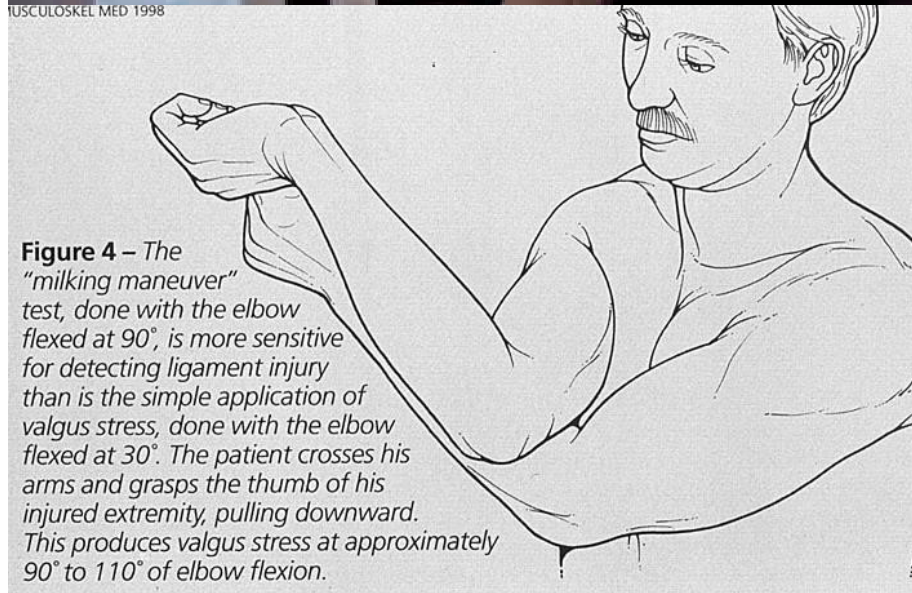 MUSCULOSKEL MED 1998
Figure 4 – The
"milking maneuver"
test, done with the elbow
flexed at 90°, is more sensitive
for detecting ligament injury
than is the simple application of
valgus stress, done with the elbow
flexed at 30°. The patient crosses his
arms and grasps the thumb of his
injured extremity, pulling downward.
This produces valgus stress at approximately
90° to 110° of elbow flexion.